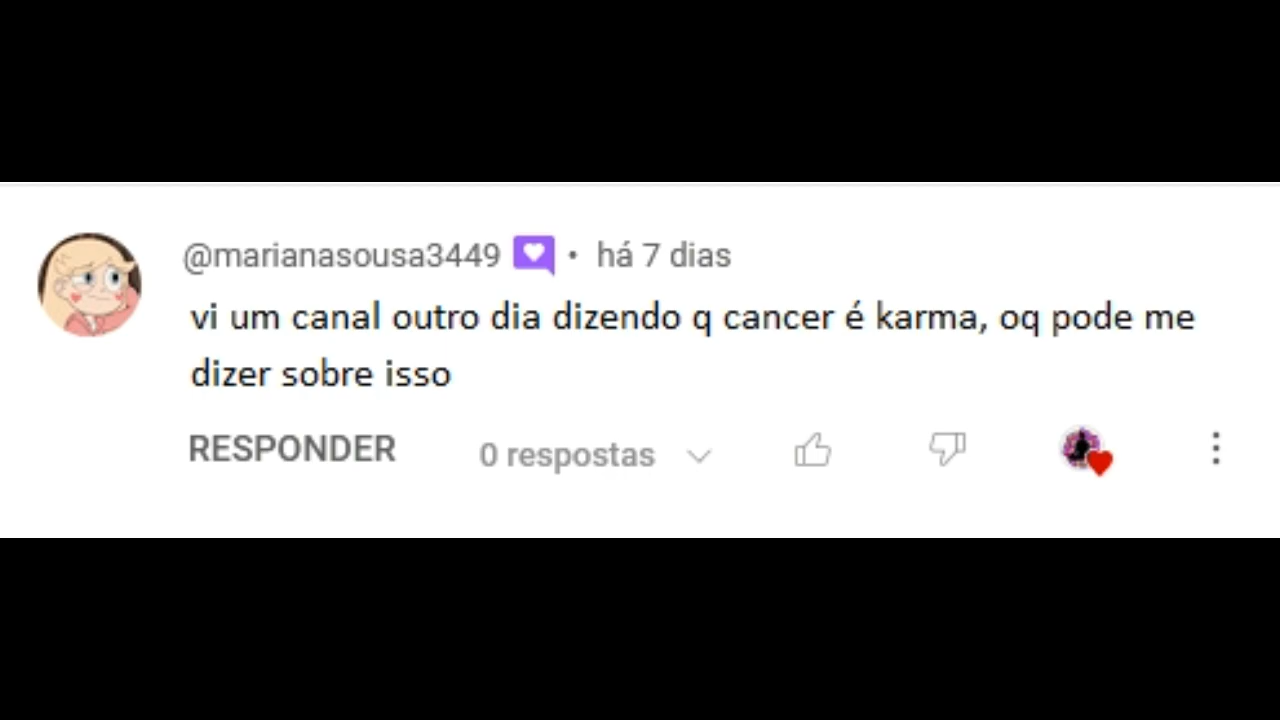 @marianasousa3449 • há 7 dias
vi um canal outro dia dizendo q cancer é karma, oq pode me
dizer sobre isso
RESPONDER 0 respostas